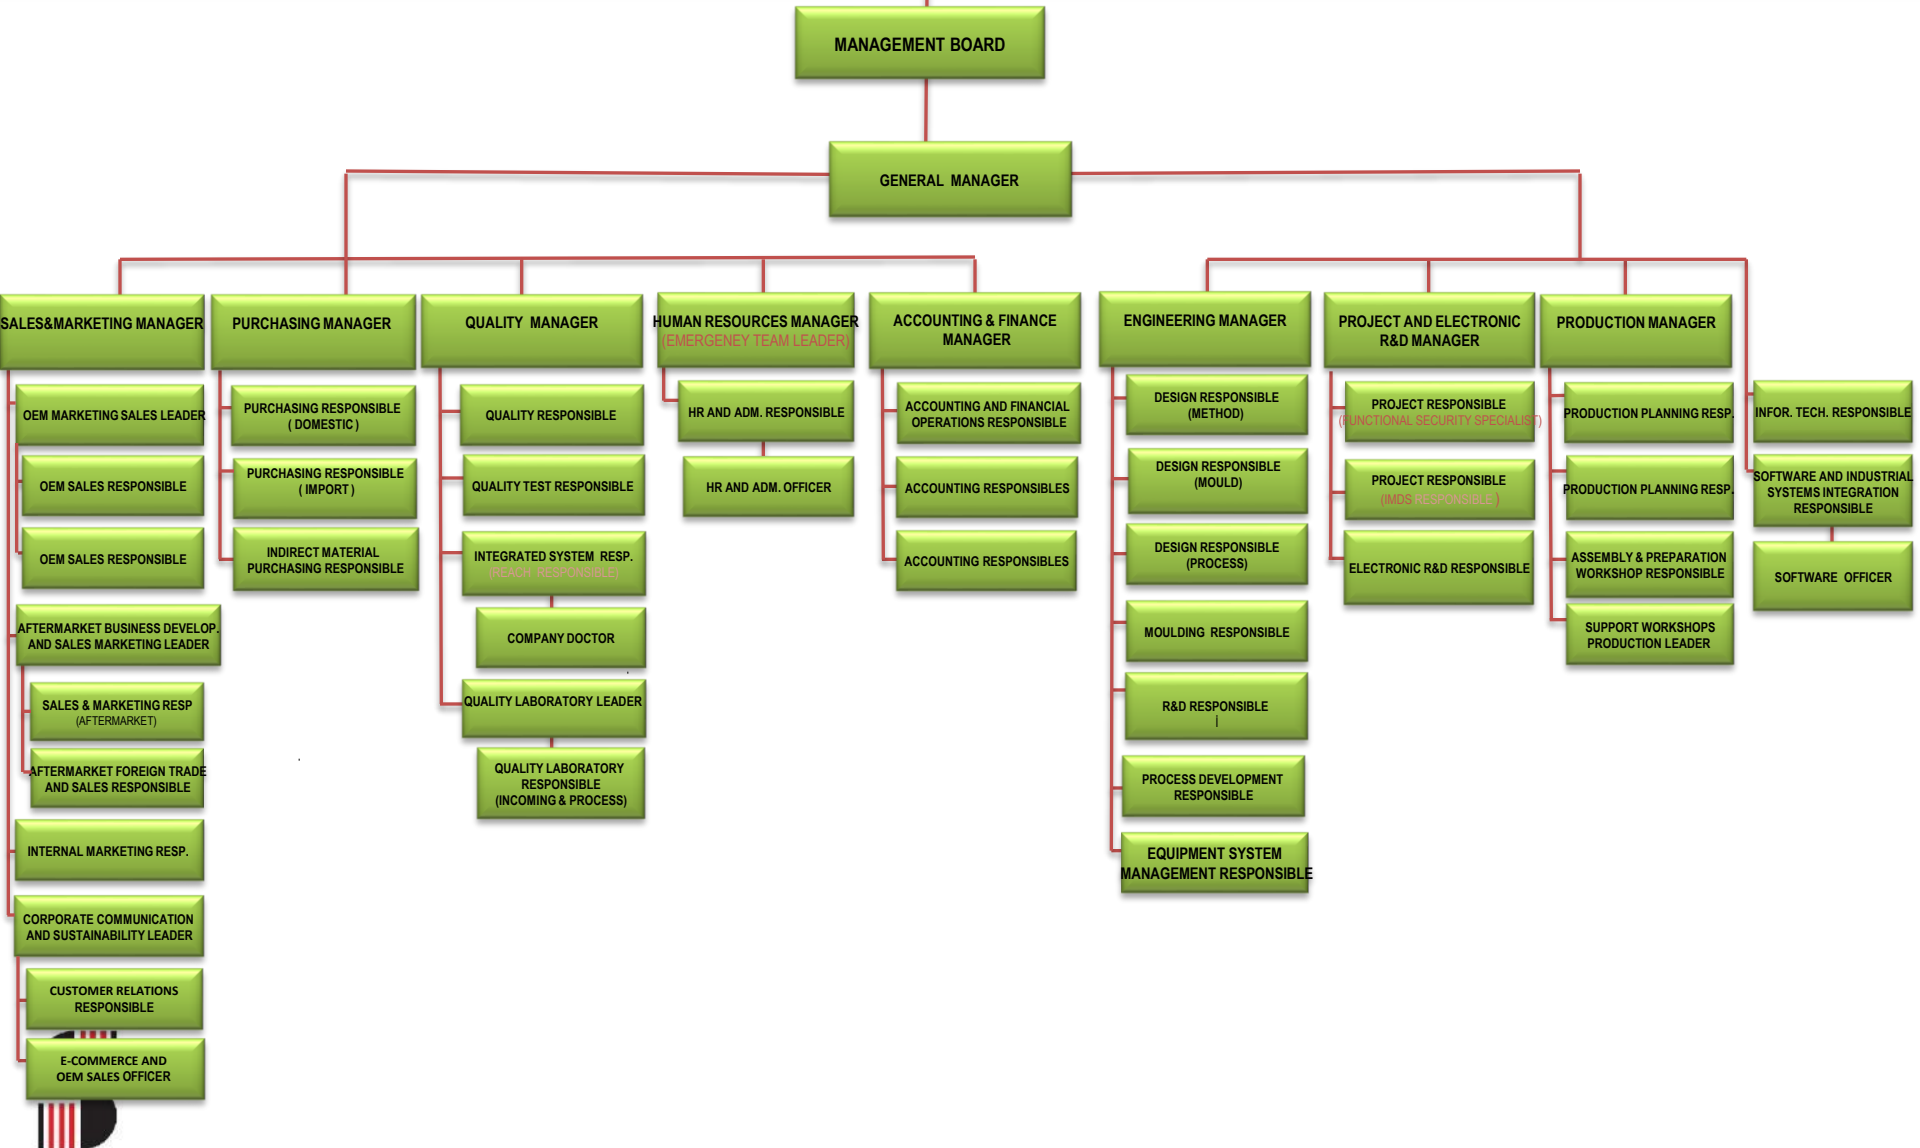 MANAGEMENT BOARD
GENERAL MANAGER
SALES&MARKETING MANAGER
OEM MARKETING SALES LEADER
OEM SALES RESPONSIBLE
OEM SALES RESPONSIBLE
AFTERMARKET BUSINESS DEVELOP.
AND SALES MARKETING LEADER
SALES & MARKETING RESP
(AFTERMARKET)
AFTERMARKET FOREIGN TRADE
AND SALES RESPONSIBLE
INTERNAL MARKETING RESP.
CORPORATE COMMUNICATION
AND SUSTAINABILITY LEADER
CUSTOMER RELATIONS
RESPONSIBLE
E-COMMERCE AND
OEM SALES OFFICER
PURCHASING MANAGER
PURCHASING RESPONSIBLE
( DOMESTIC )
PURCHASING RESPONSIBLE
( IMPORT )
INDIRECT MATERIAL
PURCHASING RESPONSIBLE
QUALITY MANAGER
QUALITY RESPONSIBLE
QUALITY TEST RESPONSIBLE
INTEGRATED SYSTEM RESP.
(REACH RESPONSIBLE)
COMPANY DOCTOR
QUALITY LABORATORY LEADER
QUALITY LABORATORY
RESPONSIBLE
(INCOMING & PROCESS)
HUMAN RESOURCES MANAGER
(EMERGENEY TEAM LEADER)
HR AND ADM. RESPONSIBLE
HR AND ADM. OFFICER
ACCOUNTING & FINANCE
MANAGER
ACCOUNTING AND FINANCIAL
OPERATIONS RESPONSIBLE
ACCOUNTING RESPONSIBLES
ACCOUNTING RESPONSIBLES
ENGINEERING MANAGER
DESIGN RESPONSIBLE
(METHOD)
DESIGN RESPONSIBLE
(MOULD)
DESIGN RESPONSIBLE
(PROCESS)
MOULDING RESPONSIBLE
R&D RESPONSIBLE
İ
PROCESS DEVELOPMENT
RESPONSIBLE
EQUIPMENT SYSTEM
MANAGEMENT RESPONSIBLE
PROJECT AND ELECTRONIC
R&D MANAGER
PROJECT RESPONSIBLE
(FUNCTIONAL SECURITY SPECIALIST)
PROJECT RESPONSIBLE
(IMDS RESPONSIBLE )
ELECTRONIC R&D RESPONSIBLE
PRODUCTION MANAGER
PRODUCTION PLANNING RESP.
PRODUCTION PLANNING RESP.
ASSEMBLY & PREPARATION
WORKSHOP RESPONSIBLE
SUPPORT WORKSHOPS
PRODUCTION LEADER
INFOR. TECH. RESPONSIBLE
SOFTWARE AND INDUSTRIAL
SYSTEMS INTEGRATION
RESPONSIBLE
SOFTWARE OFFICER